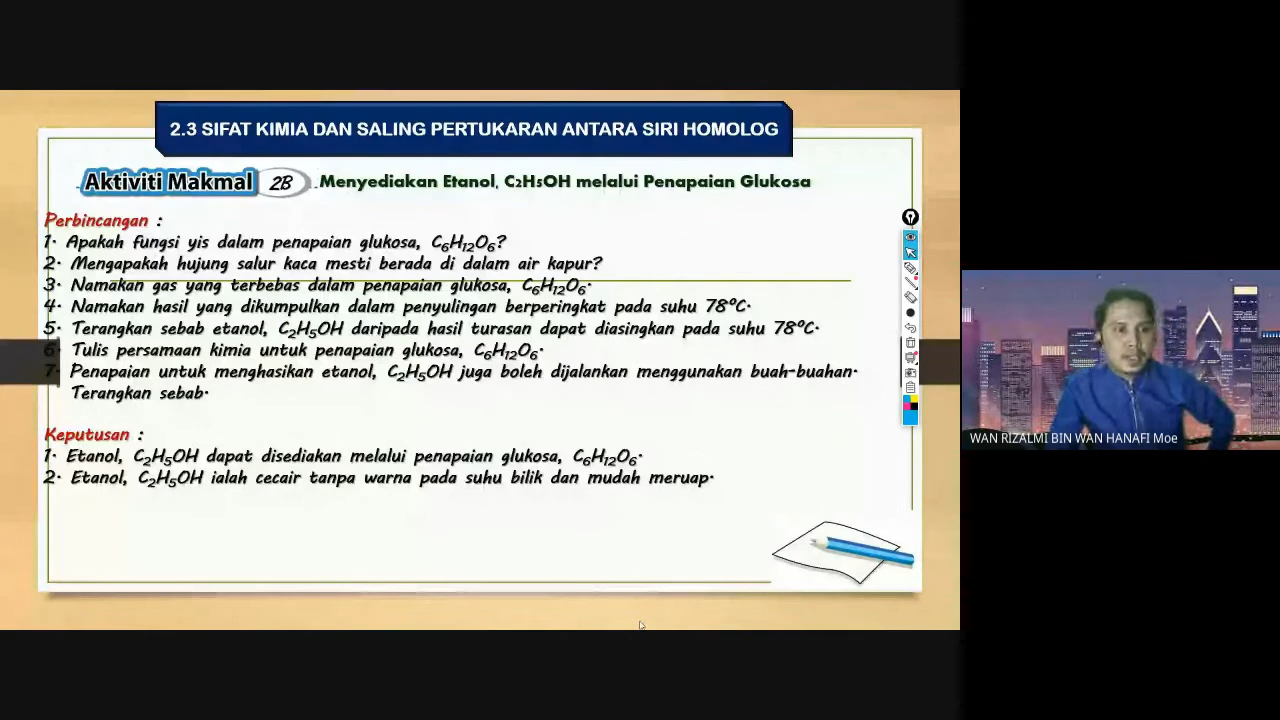 2.3 SIFAT KIMIA DAN SALING PERTUKARAN ANTARA SIRI HOMOLOG
Aktiviti Makmal 2B Menyediakan Etanol, C₂H₅OH melalui Penapaian Glukosa
Perbincangan :
1. Apakah fungsi yis dalam penapaian glukosa, C₆H₁₂O₆?
2. Mengapakah hujung salur kaca mesti berada di dalam air kapur?
3. Namakan gas yang terbebas dalam penapaian glukosa, C₆H₁₂O₆.
4. Namakan hasil yang dikumpulkan dalam penyulingan berperingkat pada suhu 78°C.
5. Terangkan sebab etanol, C₂H₅OH daripada hasil turasan dapat diasingkan pada suhu 78°C.
6. Tulis persamaan kimia untuk penapaian glukosa, C₆H₁₂O₆.
7. Penapaian untuk menghasikan etanol, C₂H₅OH juga boleh dijalankan menggunakan buah-buahan.
Terangkan sebab.
Keputusan :
1. Etanol, C₂H₅OH dapat disediakan melalui penapaian glukosa, C₆H₁₂O₆.
2. Etanol, C₂H₅OH ialah cecair tanpa warna pada suhu bilik dan mudah meruap.
WAN RIZALMI BIN WAN HANAFI Moe